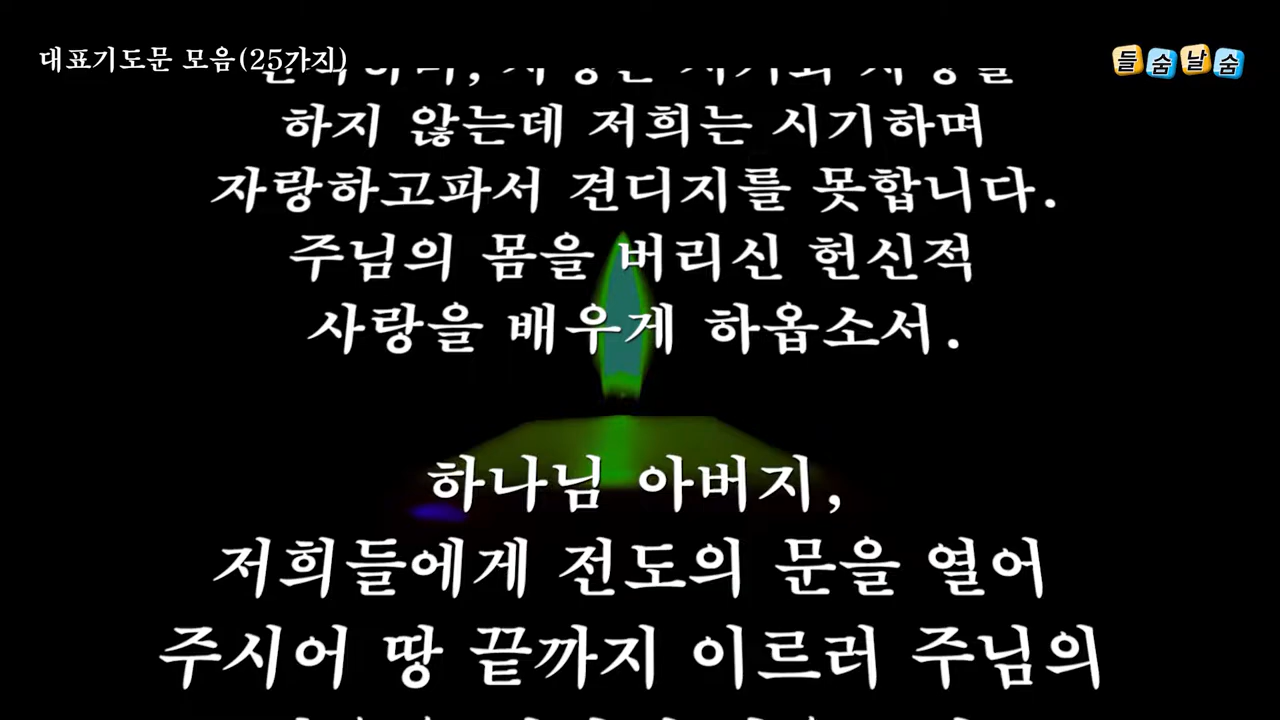 대표기도문 모음(25가지)
들숨날숨
하지 않는데 저희는 시기하며
자랑하고파서 견디지를 못합니다.
주님의 몸을 버리신 헌신적
사랑을 배우게 하옵소서.
하나님 아버지,
저희들에게 전도의 문을 열어
주시어 땅 끝까지 이르러 주님의